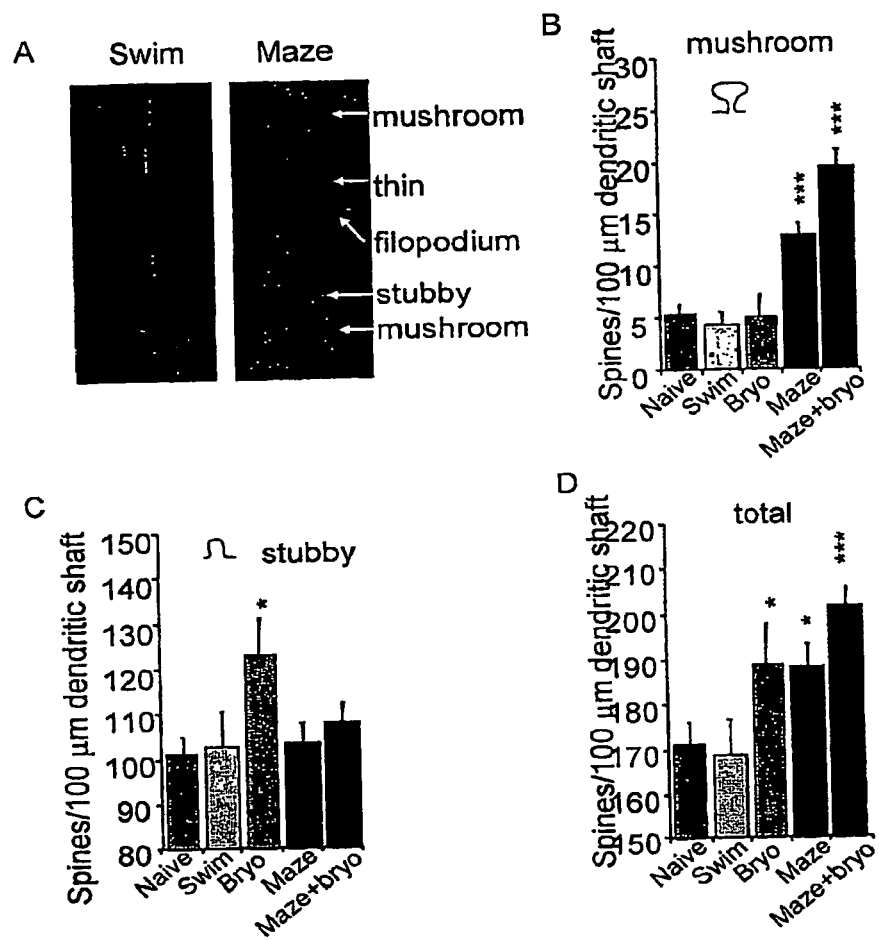 A
Swim
Maze
mushroom
thin
filopodium
stubby
mushroom
B
mushroom
Spines/100 µm dendritic shaft
30
25
20
15
10
5
0
***
***
Naive
Swim
Bryo
Maze
Maze+bryo
C
stubby
Spines/100 µm dendritic shaft
150
140
130
120
110
100
90
80
*
Naive
Swim
Bryo
Maze
Maze+bryo
D
total
Spines/100 µm dendritic shaft
220
210
200
190
180
170
160
150
*
*
***
Naive
Swim
Bryo
Maze
Maze+bryo